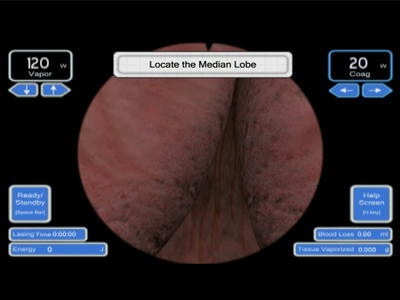 Locate the Median Lobe
120 w
Vapor
20 w
Coag
Ready/
Standby
(Space Bar)
Help
Screen
(H key)
Lasing Time 0:00:00
Energy 0 J
Blood Loss 0.00 ml
Tissue Vaporized 0.000 g